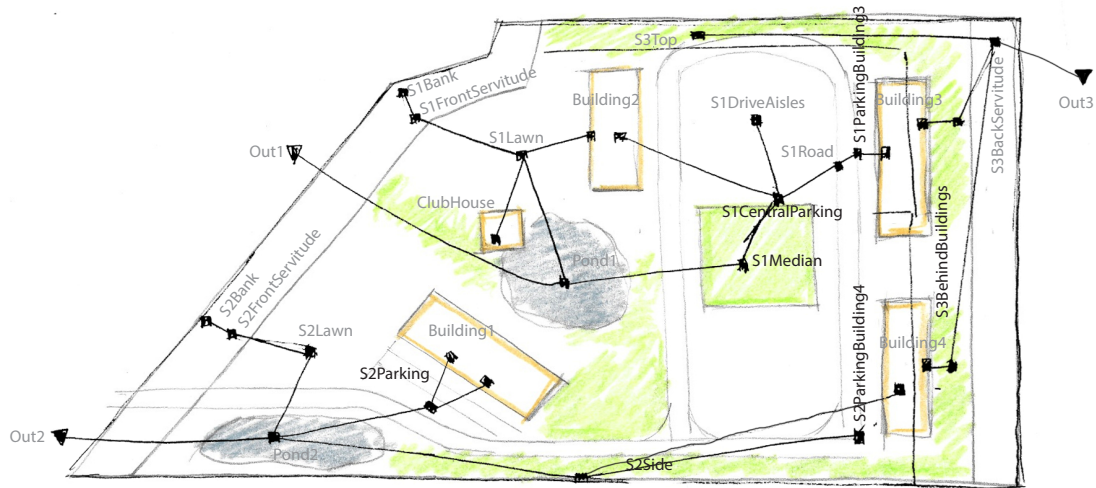 S3Top
S1ParkingBuilding3
S1Bank
S1FrontServitude
Building2
S1DriveAisles
Building3
Out3
S3BackServitude
Out1
S1Lawn
S1Road
ClubHouse
S1CentralParking
S3BehindBuildings
S2Bank
S2FrontServitude
Pond1
S1Median
S2Lawn
Building1
S2ParkingBuilding4
Building4
S2Parking
Out2
Pond2
S2Side